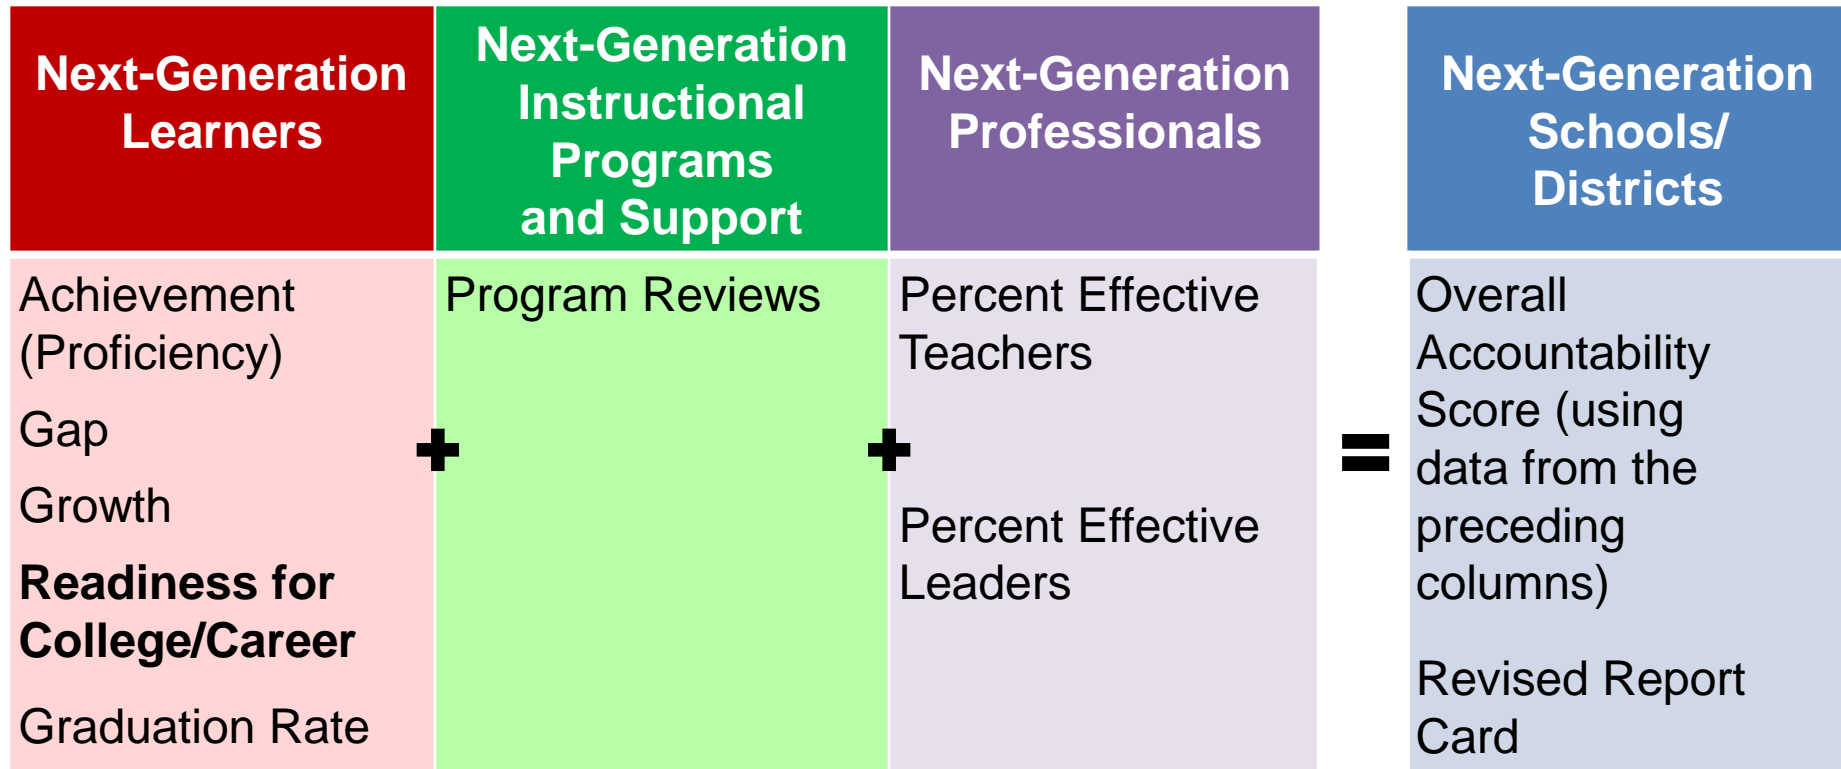 Next-Generation
Learners
Next-Generation
Instructional
Programs
and Support
Next-Generation
Professionals
Next-Generation
Schools/
Districts
Achievement
(Proficiency)
Gap
Growth
Readiness for
College/Career
Graduation Rate
+
Program Reviews
+
Percent Effective
Teachers
Percent Effective
Leaders
=
Overall
Accountability
Score (using
data from the
preceding
columns)
Revised Report
Card